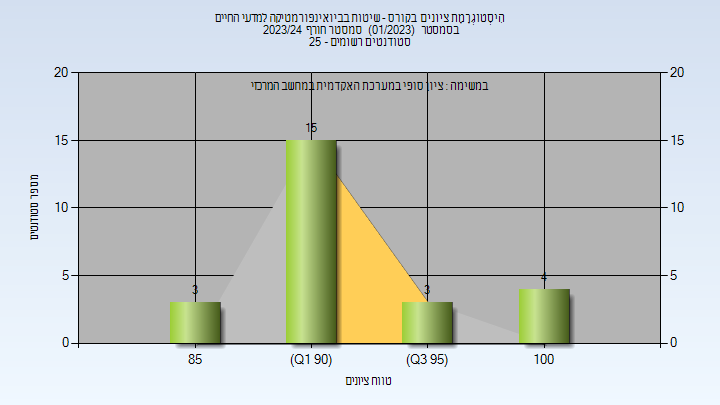 היסטוגרמת ציונים בקורס - שיטות בביואינפורמטיקה למדעי החיים
בסמסטר (01/2023) סמסטר חורף 2023/24
סטודנטים רשומים - 25
במשימה : ציון סופי במערכת האקדמית במחשב המרכזי
20
20
15
15
15
10
10
5
5
3
3
4
0
0
85
(Q1 90)
(Q3 95)
100
מספר סטודנטים
טווח ציונים